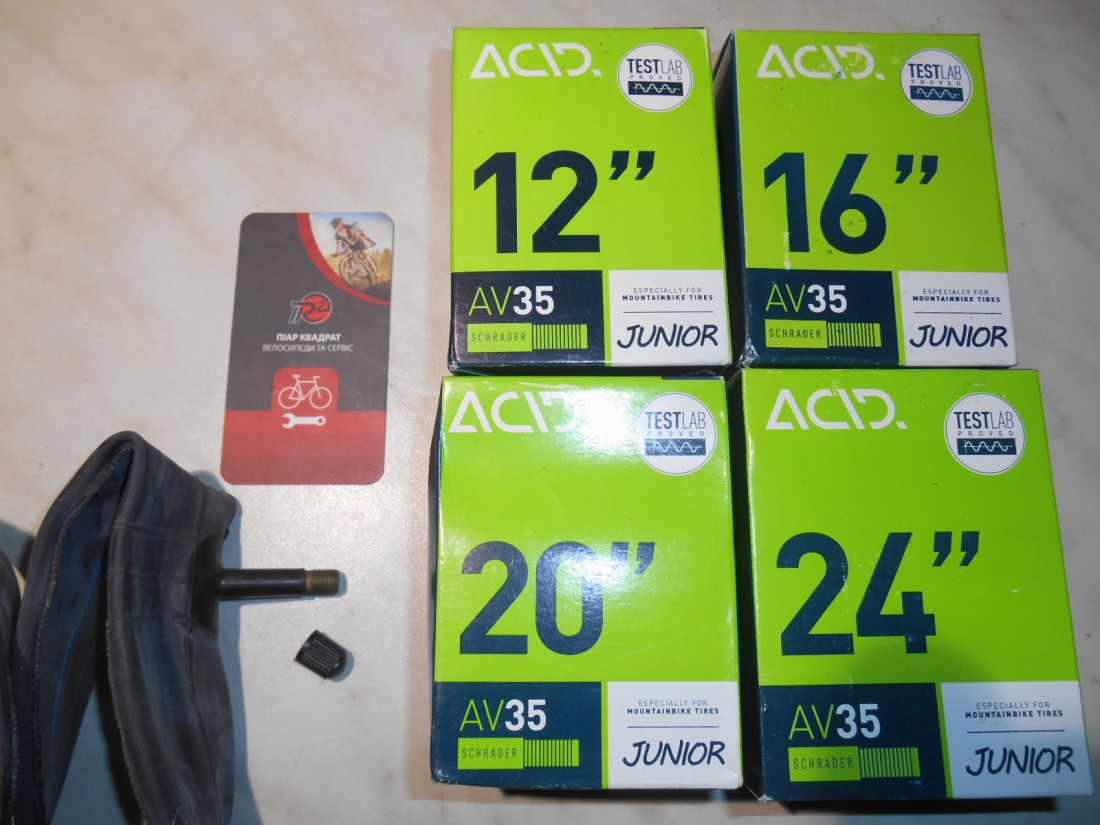 ПІАР КВАДРАТ
ВЕЛОСИПЕДИ ТА СЕРВІС
ACID.
TESTLAB
PROVED
12”
AV35
SCHRADER
ESPECIALLY FOR
MOUNTAINBIKE TIRES
JUNIOR
ACID.
TESTLAB
PROVED
16”
AV35
SCHRADER
ESPECIALLY FOR
MOUNTAINBIKE TIRES
JUNIOR
ACID.
TESTLAB
PROVED
20”
AV35
SCHRADER
ESPECIALLY FOR
MOUNTAINBIKE TIRES
JUNIOR
ACID.
TESTLAB
PROVED
24”
AV35
SCHRADER
ESPECIALLY FOR
MOUNTAINBIKE TIRES
JUNIOR